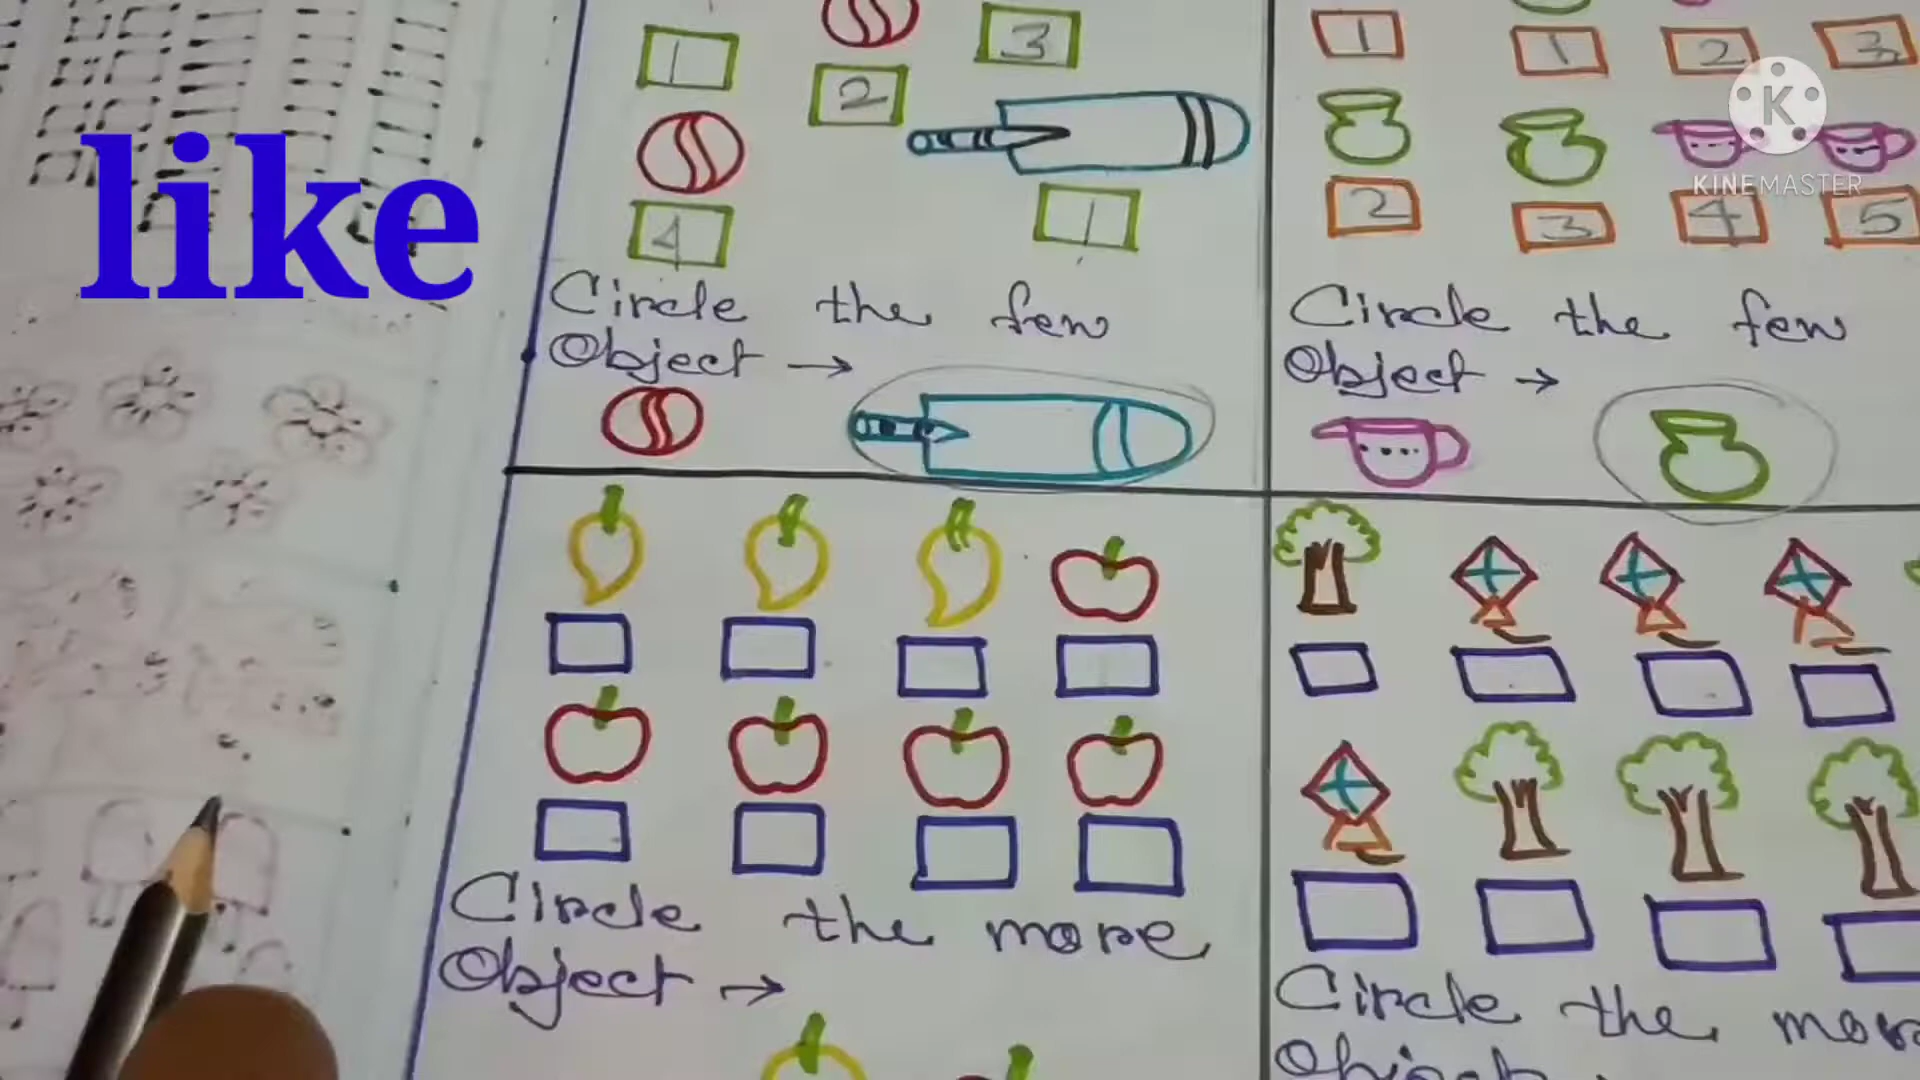 like
1
2
3
4
1
Circle the few
Object →
1
1
2
3
2
3
4
5
K
KINEMASTER
Circle the few
Object →
Circle the more
Object →
Circle the more
Object